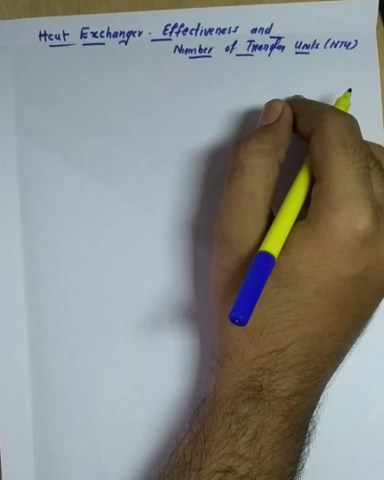 Heat Exchanger. Effectiveness and
Number of Transfer Units (NTU)